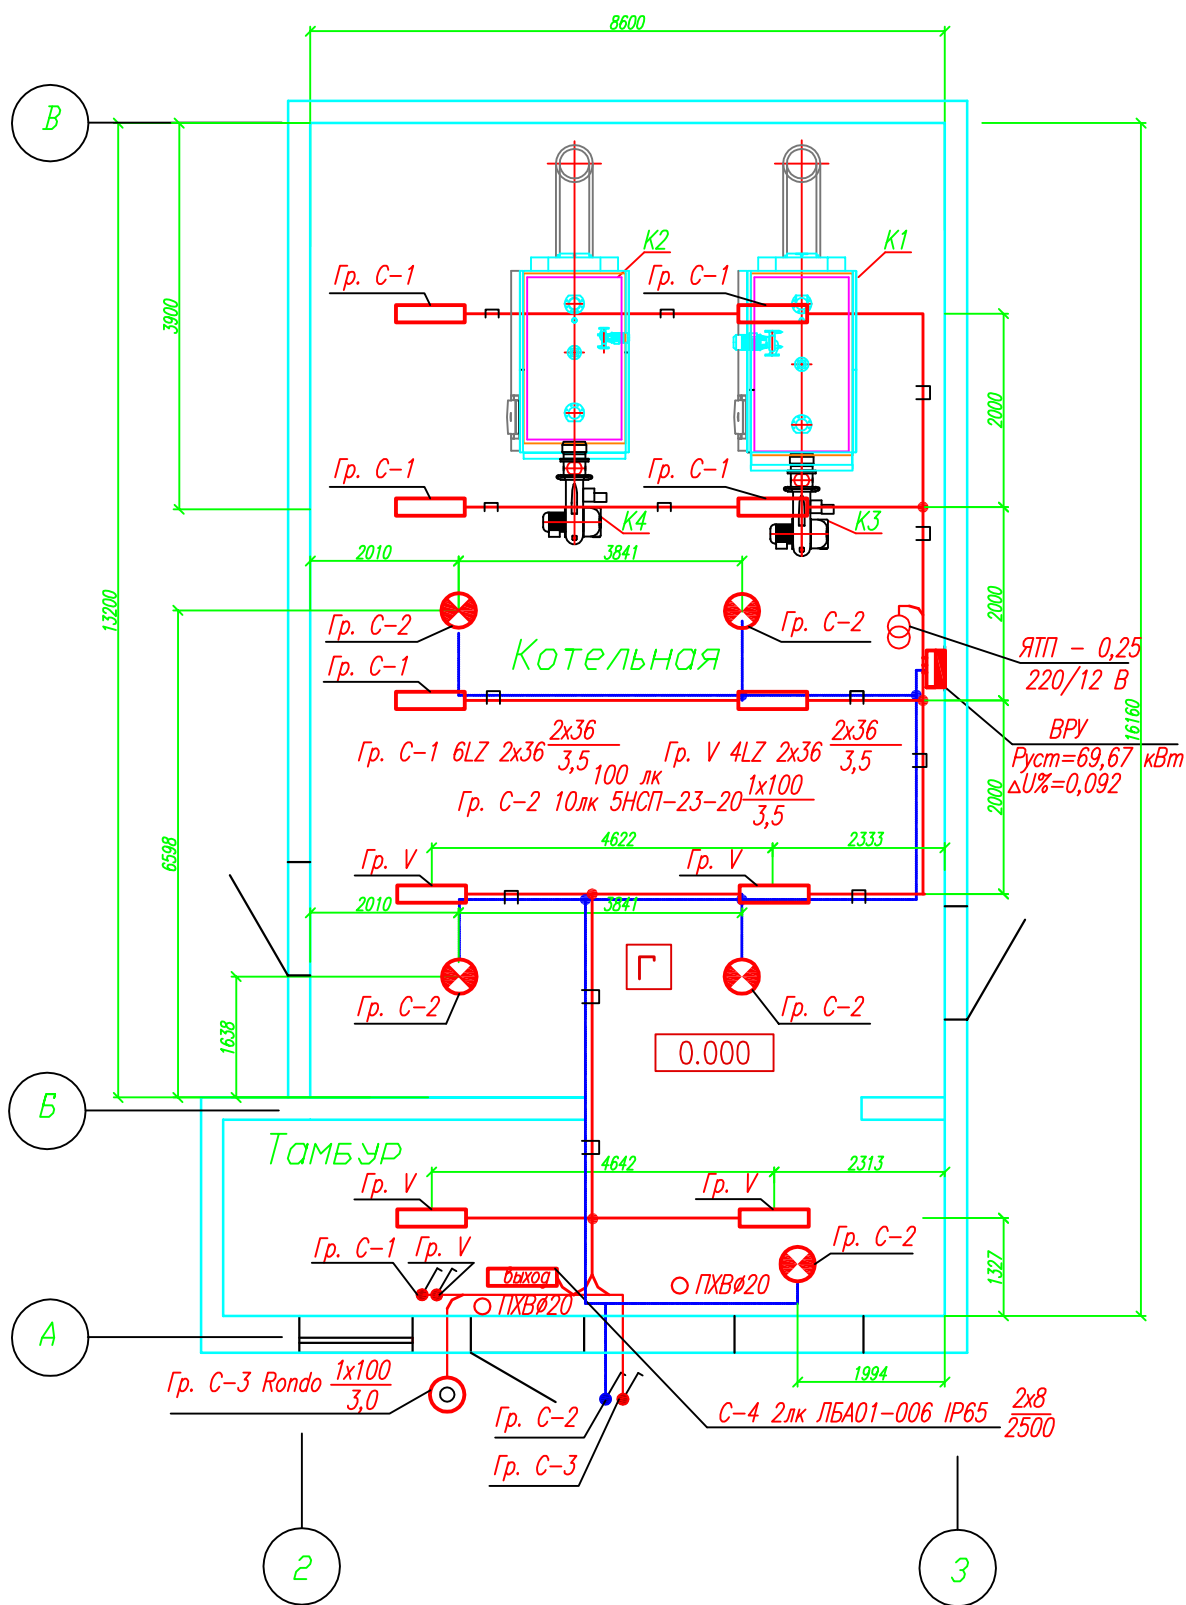 8600
В
К2
К1
Гр. С-1
Гр. С-1
3900
2000
Гр. С-1
Гр. С-1
К4
К3
2010
3841
13200
2000
Гр. С-2
Гр. С-2
Котельная
ЯТП - 0,25
220/12 В
Гр. С-1
16160
ВРУ
Руст=69,67 кВт
ΔU%=0,092
Гр. С-1 6LZ 2х36 2х36
3,5
100 лк
Гр. V 4LZ 2х36 2х36
3,5
Гр. С-2 10лк 5НСП-23-20 1х100
3,5
2000
6598
4622
2333
Гр. V
Гр. V
2010
3841
Г
Гр. С-2
Гр. С-2
1638
0.000
Б
Тамбур
4642
2313
Гр. V
Гр. V
Гр. С-1
Гр. V
Гр. С-2
выход
ПХВø20
ПХВø20
1327
А
Гр. С-3 Rondo 1х100
3,0
1994
Гр. С-2
С-4 2лк ЛБА01-006 IP65 2х8
2500
Гр. С-3
2
3